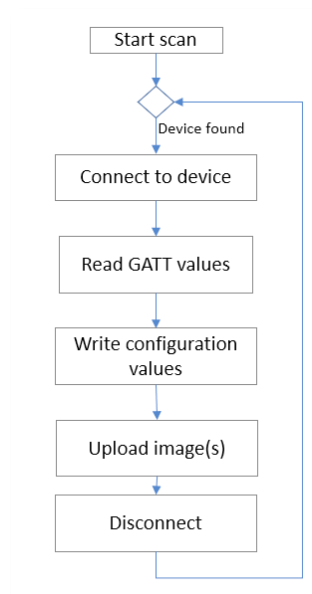 Start scan
Device found
Connect to device
Read GATT values
Write configuration
values
Upload image(s)
Disconnect